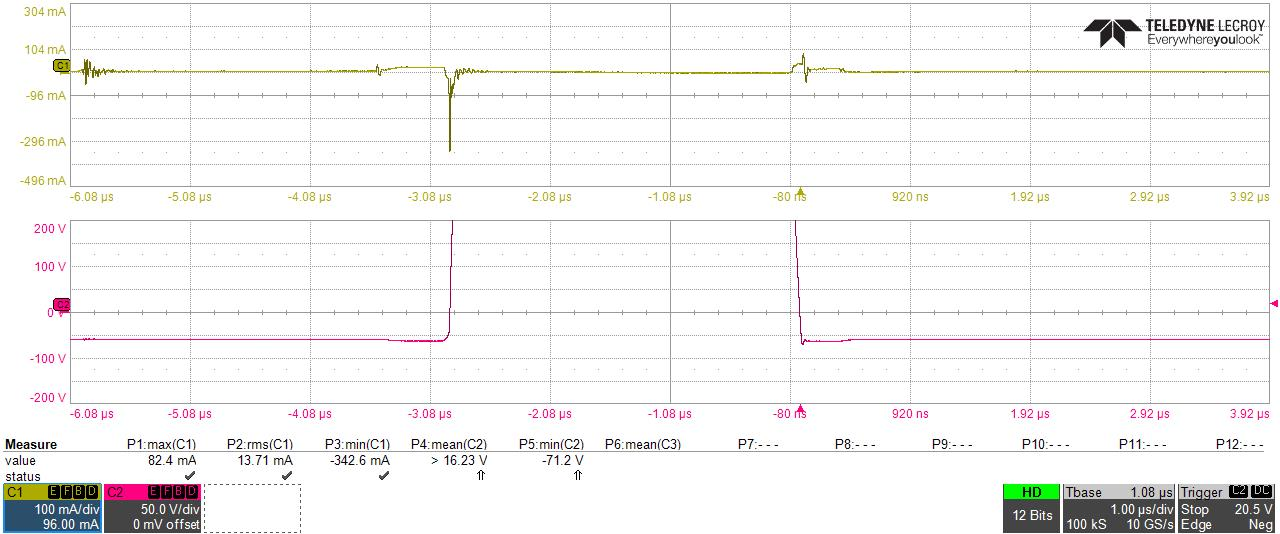 304 mA
TELEDYNE LECROY
Everywhereyoulook™
104 mA
C1
-96 mA
-296 mA
-496 mA
-6.08 µs -5.08 µs -4.08 µs -3.08 µs -2.08 µs -1.08 µs -80 ns 920 ns 1.92 µs 2.92 µs 3.92 µs
200 V
100 V
C2
0 V
-100 V
-200 V
-6.08 µs -5.08 µs -4.08 µs -3.08 µs -2.08 µs -1.08 µs -80 ns 920 ns 1.92 µs 2.92 µs 3.92 µs
Measure P1:max(C1) P2:rms(C1) P3:min(C1) P4:mean(C2) P5:min(C2) P6:mean(C3) P7:- - - P8:- - - P9:- - - P10:- - - P11:- - - P12:- - -
value 82.4 mA 13.71 mA -342.6 mA > 16.23 V -71.2 V
status
C1 E F B D C2 E F B D HD Tbase 1.08 µs Trigger C2 DC
100 mA/div 50.0 V/div 12 Bits 1.00 µs/div Stop 20.5 V
96.00 mA 0 mV offset 100 kS 10 GS/s Edge Neg